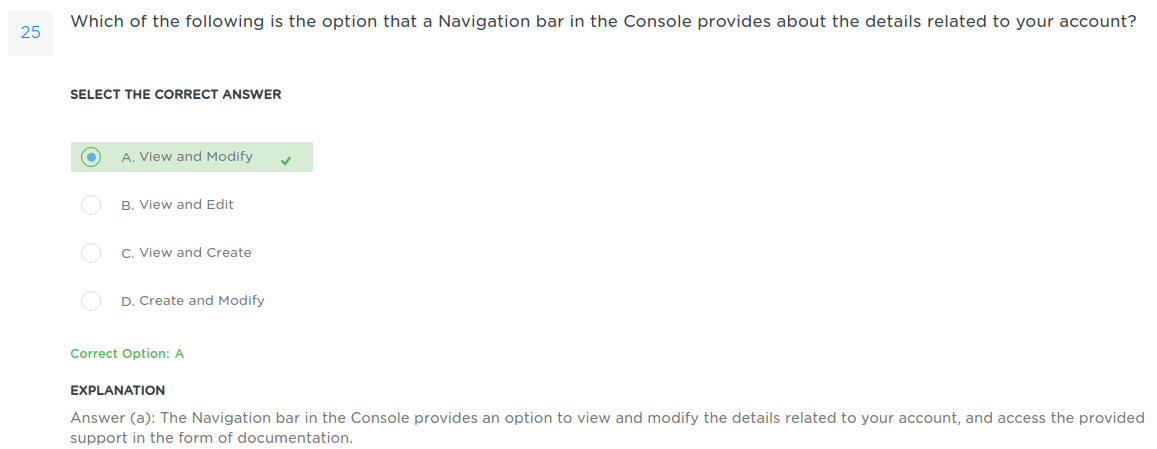 25
Which of the following is the option that a Navigation bar in the Console provides about the details related to your account?
SELECT THE CORRECT ANSWER
A. View and Modify
B. View and Edit
C. View and Create
D. Create and Modify
Correct Option: A
EXPLANATION
Answer (a): The Navigation bar in the Console provides an option to view and modify the details related to your account, and access the provided
support in the form of documentation.